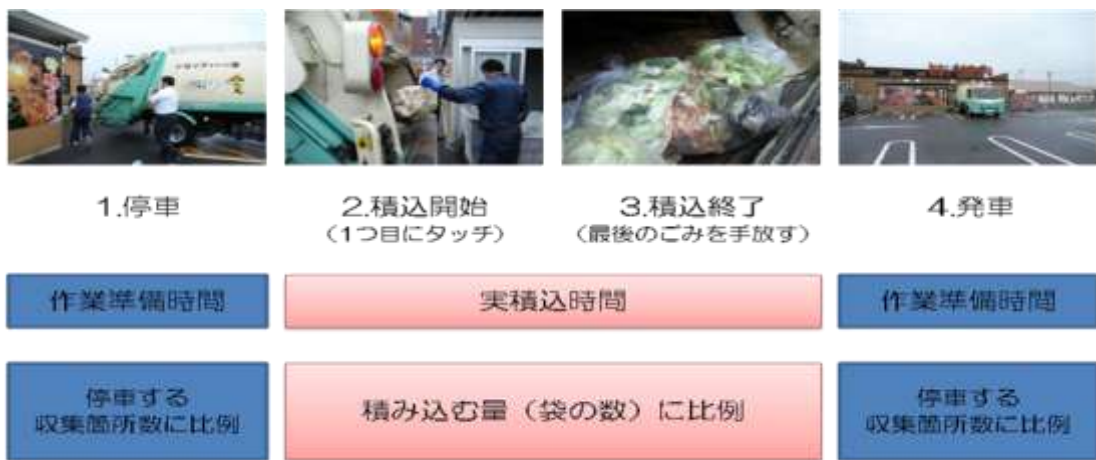 1.停車
2.積込開始
（1つ目にタッチ）
3.積込終了
（最後のごみを手放す）
4.発車
作業準備時間
実積込時間
作業準備時間
停車する
収集箇所数に比例
積み込む量（袋の数）に比例
停車する
収集箇所数に比例